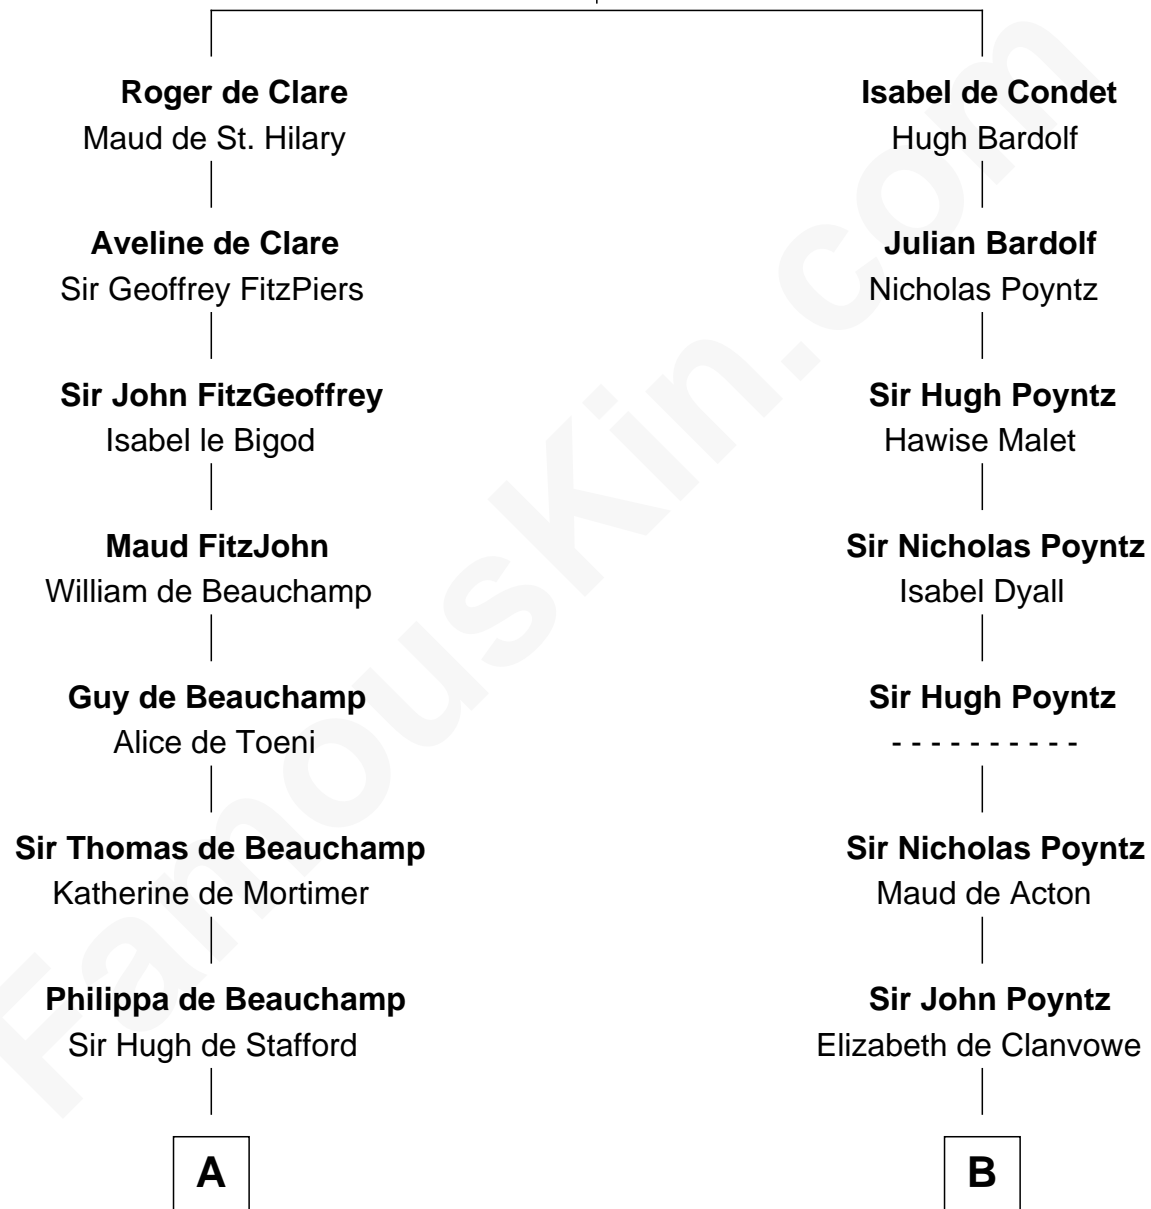 Roger de Clare
Maud de St. Hilary
Aveline de Clare
Sir Geoffrey FitzPiers
Sir John FitzGeoffrey
Isabel le Bigod
Maud FitzJohn
William de Beauchamp
Guy de Beauchamp
Alice de Toeni
Sir Thomas de Beauchamp
Katherine de Mortimer
Philippa de Beauchamp
Sir Hugh de Stafford
A
Isabel de Condet
Hugh Bardolf
Julian Bardolf
Nicholas Poyntz
Sir Hugh Poyntz
Hawise Malet
Sir Nicholas Poyntz
Isabel Dyall
Sir Hugh Poyntz
- - - - - - - - - -
Sir Nicholas Poyntz
Maud de Acton
Sir John Poyntz
Elizabeth de Clanvowe
B
FamousKin.com